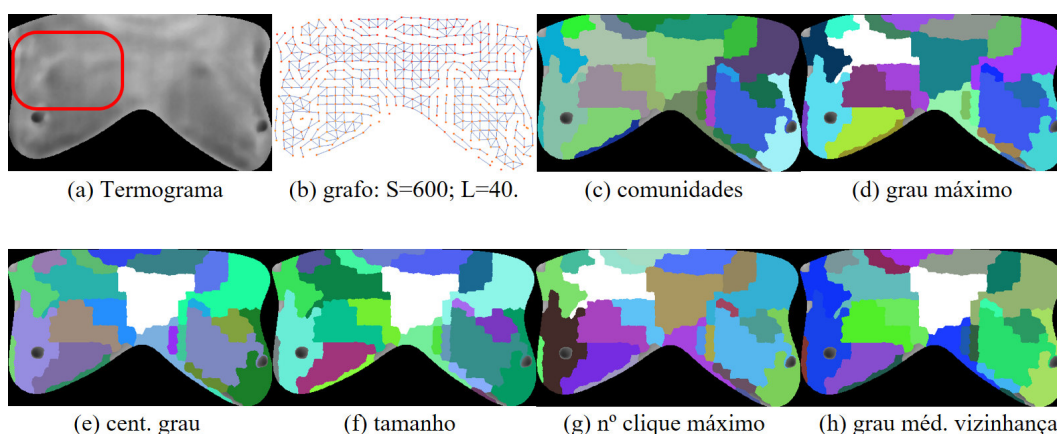 (a) Termograma
(b) grafo: S=600; L=40.
(c) comunidades
(d) grau máximo
(e) cent. grau
(f) tamanho
(g) nº clique máximo
(h) grau méd. vizinhança